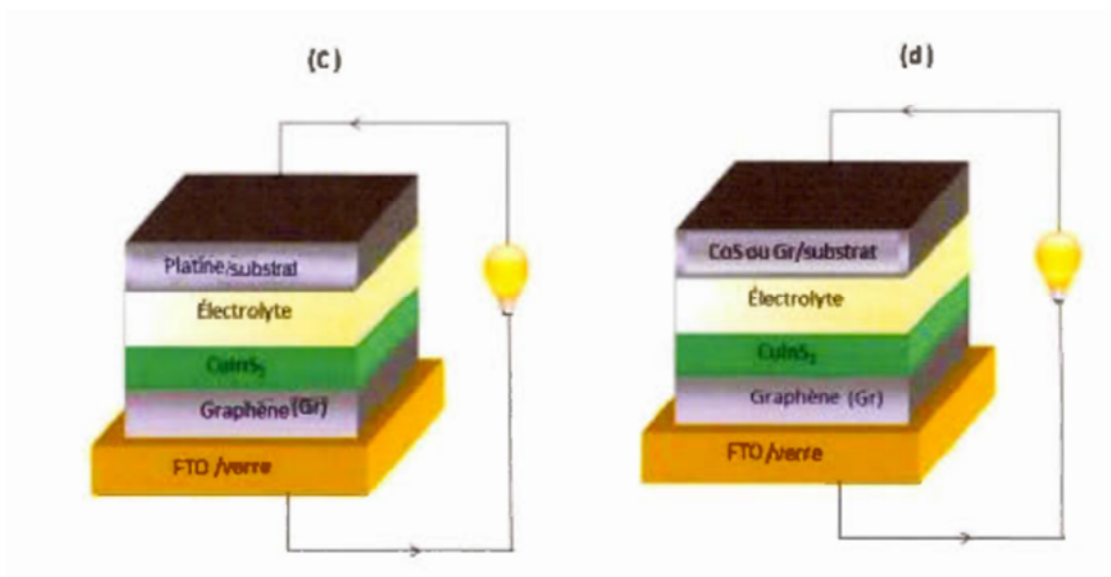 (C)
Platine/substrat
Électrolyte
CuInS₂
Graphène (Gr)
FTO /verre
(d)
CoS ou Gr/substrat
Électrolyte
CuInS₂
Graphène (Gr)
FTO /verre